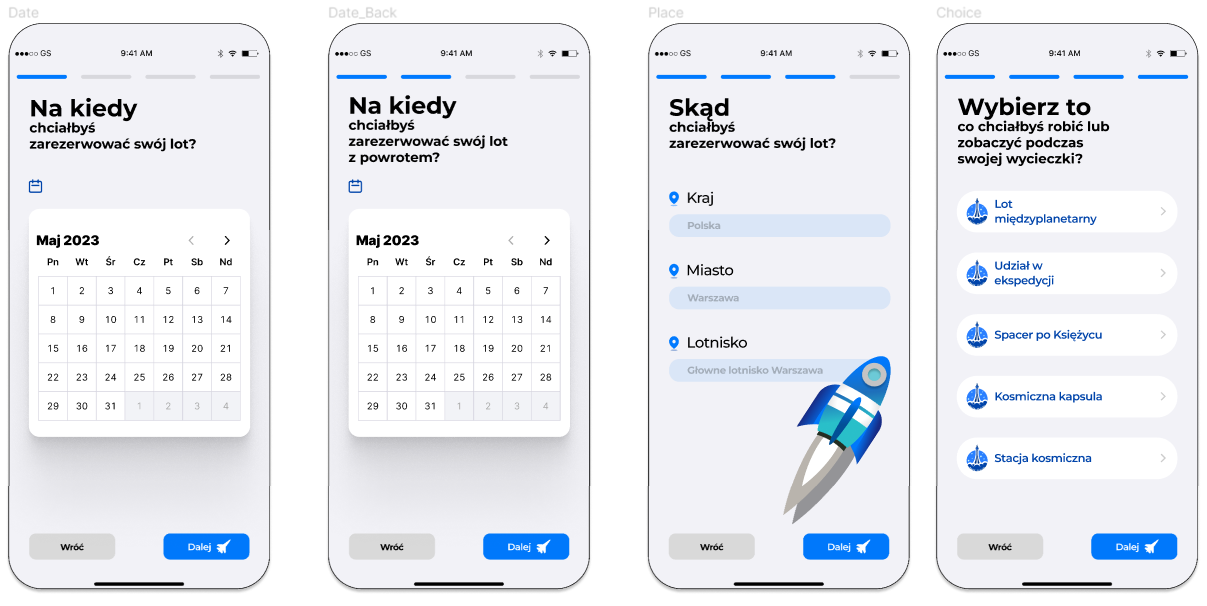 Date
●●●○○ GS 9:41 AM
Na kiedy
chciałbyś
zarezerwować swój lot?
Maj 2023
Pn Wt Śr Cz Pt Sb Nd
1 2 3 4 5 6 7
8 9 10 11 12 13 14
15 16 17 18 19 20 21
22 23 24 25 26 27 28
29 30 31 1 2 3 4
Wróć Dalej
Date_Back
●●●○○ GS 9:41 AM
Na kiedy
chciałbyś
zarezerwować swój lot
z powrotem?
Maj 2023
Pn Wt Śr Cz Pt Sb Nd
1 2 3 4 5 6 7
8 9 10 11 12 13 14
15 16 17 18 19 20 21
22 23 24 25 26 27 28
29 30 31 1 2 3 4
Wróć Dalej
Place
●●●○○ GS 9:41 AM
Skąd
chciałbyś
zarezerwować swój lot?
Kraj
Polska
Miasto
Warszawa
Lotnisko
Głowne lotnisko Warszawa
Wróć Dalej
Choice
●●●○○ GS 9:41 AM
Wybierz to
co chciałbyś robić lub
zobaczyć podczas
swojej wycieczki?
Lot
międzyplanetarny
Udział w
ekspedycji
Spacer po Księżycu
Kosmiczna kapsula
Stacja kosmiczna
Wróć Dalej